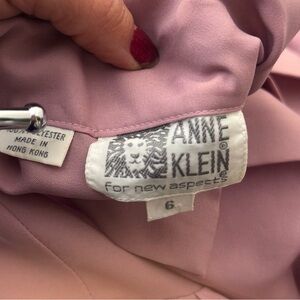 POLYESTER
MADE IN
HONG KONG
ANNE
KLEIN®
for new aspects
6